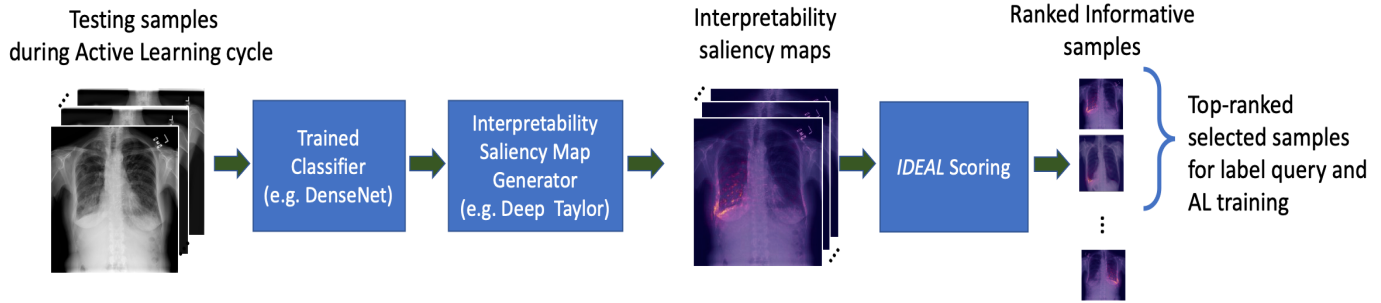 Testing samples
during Active Learning cycle
Trained
Classifier
(e.g. DenseNet)
Interpretability
Saliency Map
Generator
(e.g. Deep Taylor)
Interpretability
saliency maps
IDEAL Scoring
Ranked Informative
samples
Top-ranked
selected samples
for label query and
AL training